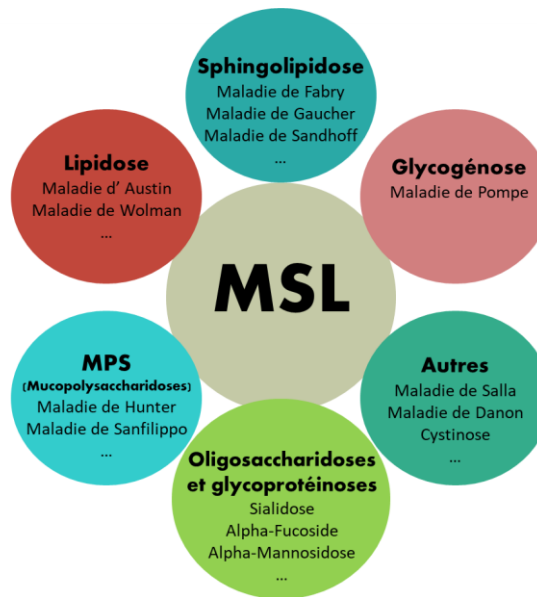 Sphingolipidose
Maladie de Fabry
Maladie de Gaucher
Maladie de Sandhoff
...
Lipidose
Maladie d’ Austin
Maladie de Wolman
...
Glycogénose
Maladie de Pompe
MSL
MPS
(Mucopolysaccharidoses)
Maladie de Hunter
Maladie de Sanfilippo
...
Autres
Maladie de Salla
Maladie de Danon
Cystinose
...
Oligosaccharidoses
et glycoprotéinoses
Sialidose
Alpha-Fucoside
Alpha-Mannosidose
...